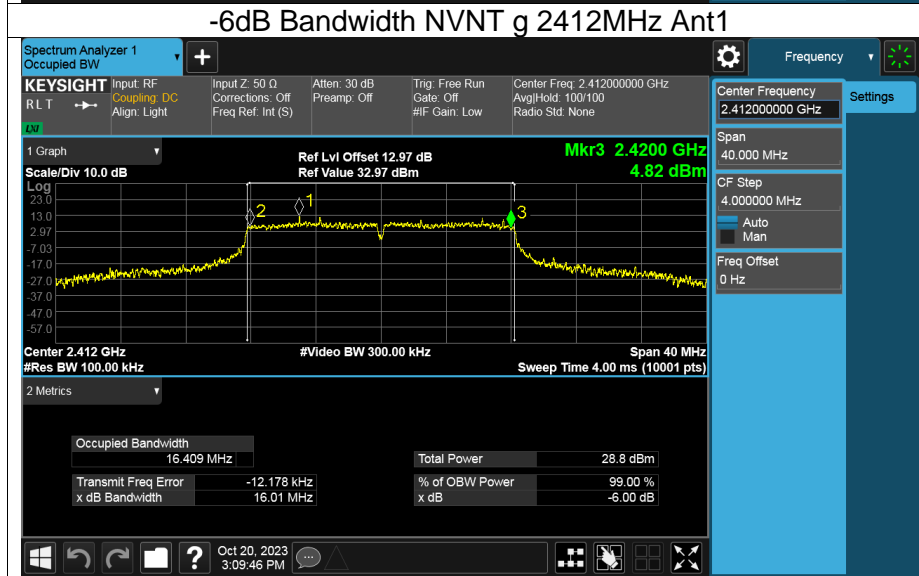 -6dB Bandwidth NVNT g 2412MHz Ant1
Spectrum Analyzer 1
Occupied BW
+
Frequency
KEYSIGHT
RLT
LXI
Input: RF
Coupling: DC
Align: Light
Input Z: 50 Ω
Corrections: Off
Freq Ref: Int (S)
Atten: 30 dB
Preamp: Off
Trig: Free Run
Gate: Off
#IF Gain: Low
Center Freq: 2.412000000 GHz
Avg|Hold: 100/100
Radio Std: None
Center Frequency
2.412000000 GHz
Settings
Span
40.000 MHz
CF Step
4.000000 MHz
Auto
Man
Freq Offset
0 Hz
1 Graph
Scale/Div 10.0 dB
Ref Lvl Offset 12.97 dB
Ref Value 32.97 dBm
Mkr3 2.4200 GHz
4.82 dBm
Log
23.0
13.0
2.97
-7.03
-17.0
-27.0
-37.0
-47.0
-57.0
2
1
3
Center 2.412 GHz
#Res BW 100.00 kHz
#Video BW 300.00 kHz
Span 40 MHz
Sweep Time 4.00 ms (10001 pts)
2 Metrics
Occupied Bandwidth
16.409 MHz
Transmit Freq Error -12.178 kHz
x dB Bandwidth 16.01 MHz
Total Power 28.8 dBm
% of OBW Power 99.00 %
x dB -6.00 dB
?
Oct 20, 2023
3:09:46 PM